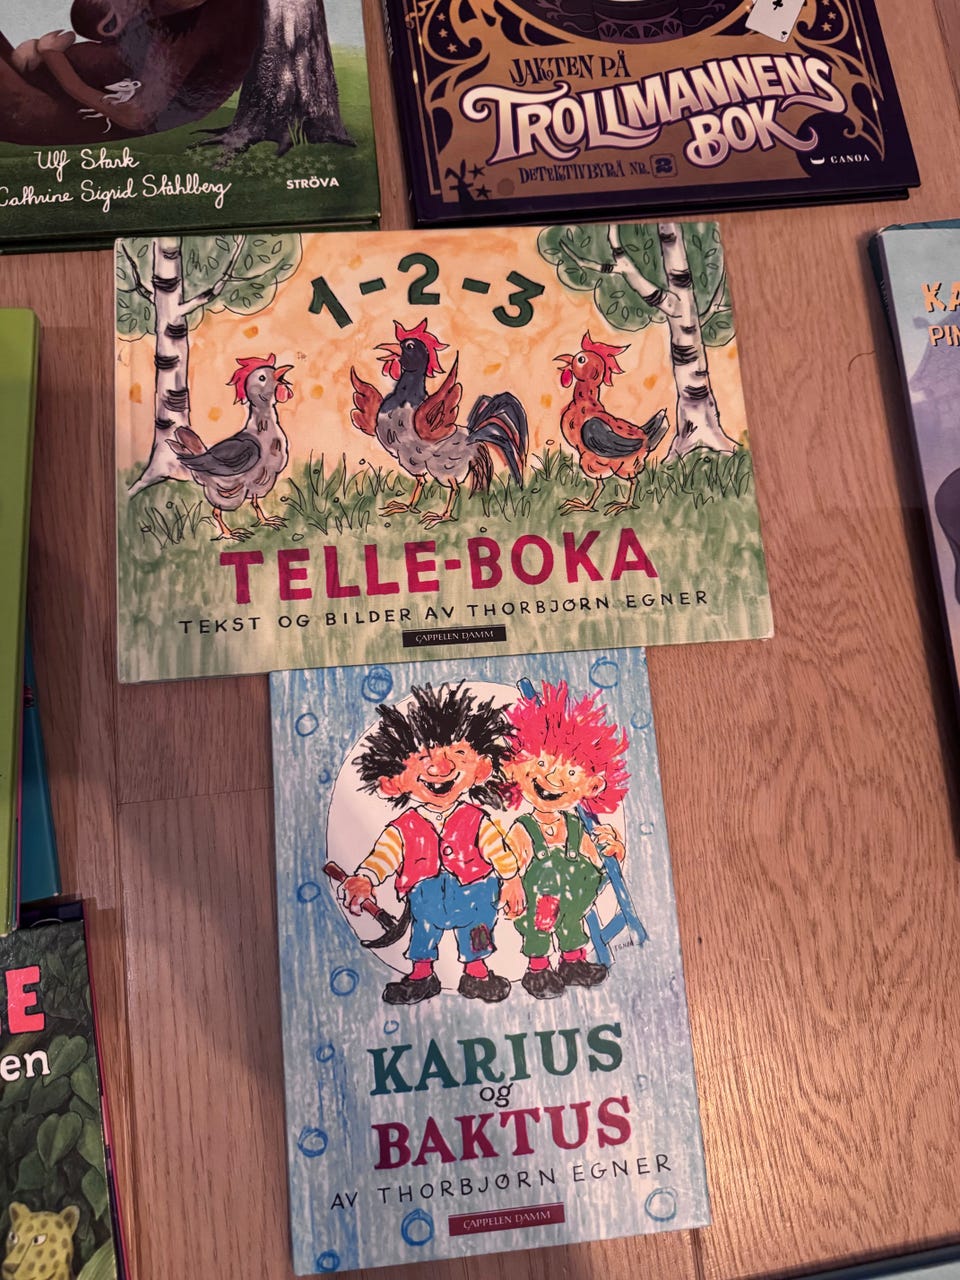 Ulf Stark
Cathrine Sigrid Ståhlberg
STRÖVA
JAKTEN PÅ
TROLLMANNENS
BOK
DETEKTIVBYRÅ NR. 2
CANOA
1-2-3
TELLE-BOKA
TEKST OG BILDER AV THORBJØRN EGNER
CAPPELEN DAMM
EGNER
KARIUS
og
BAKTUS
AV THORBJØRN EGNER
CAPPELEN DAMM